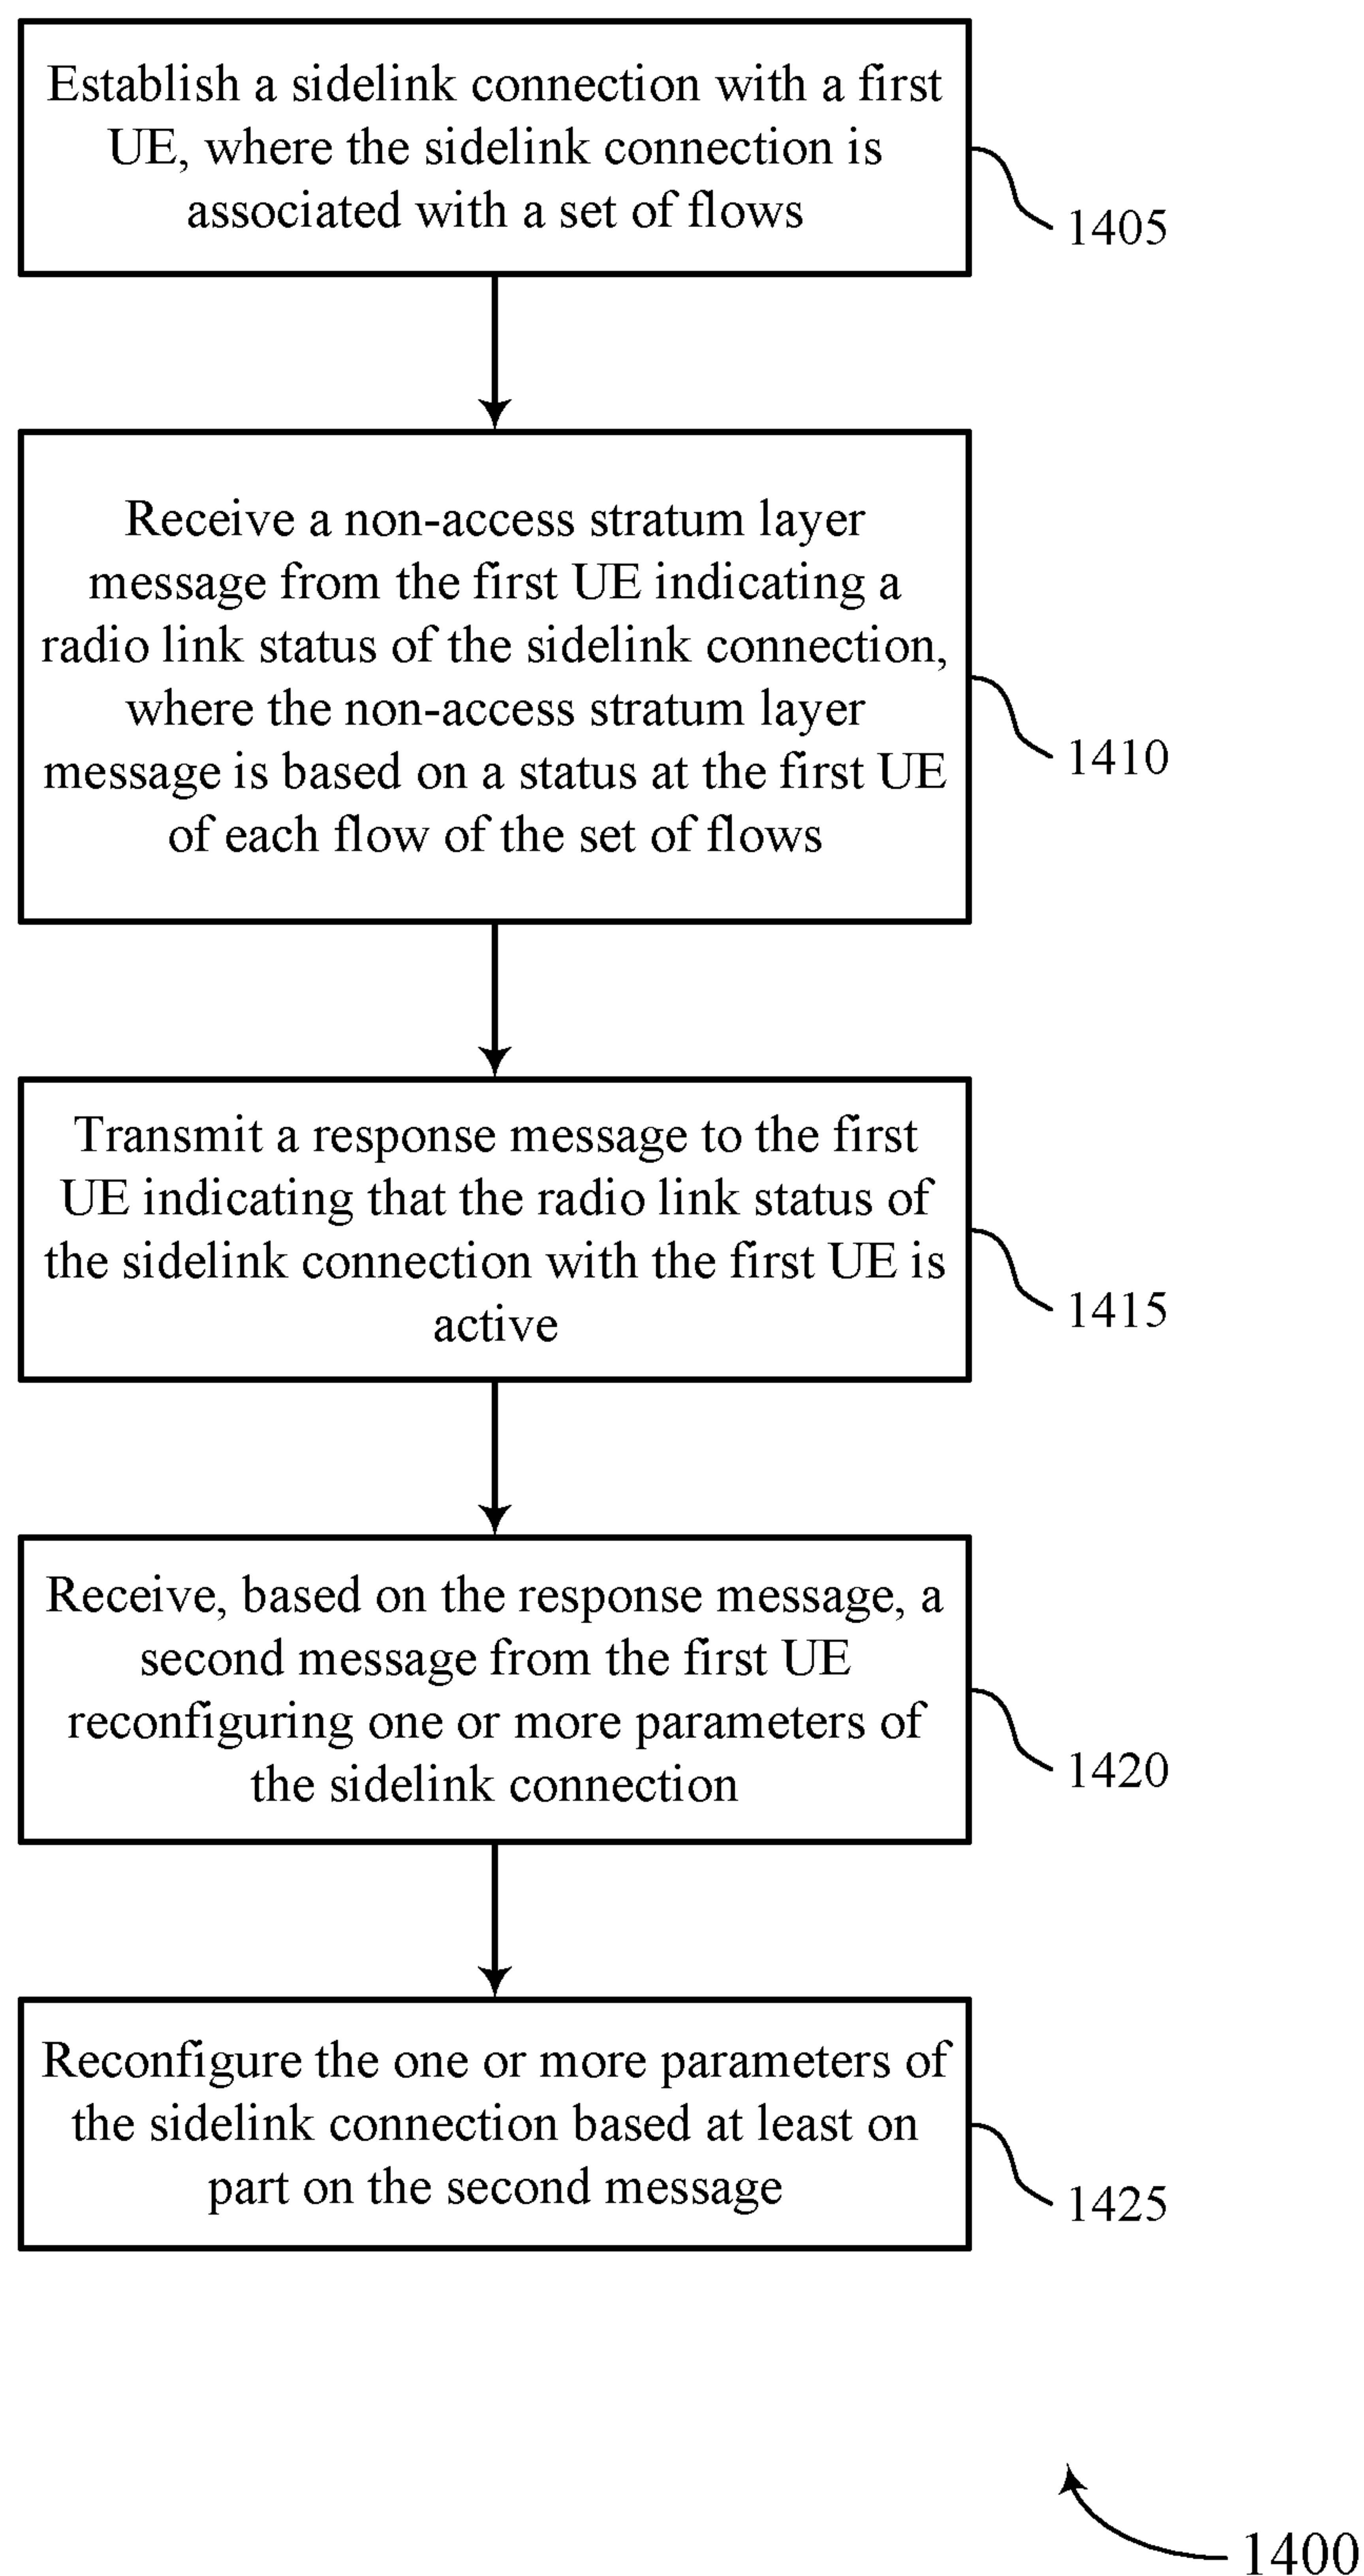 Establish a sidelink connection with a first
UE, where the sidelink connection is
associated with a set of flows
1405
Receive a non-access stratum layer
message from the first UE indicating a
radio link status of the sidelink connection,
where the non-access stratum layer
message is based on a status at the first UE
of each flow of the set of flows
1410
Transmit a response message to the first
UE indicating that the radio link status of
the sidelink connection with the first UE is
active
1415
Receive, based on the response message, a
second message from the first UE
reconfiguring one or more parameters of
the sidelink connection
1420
Reconfigure the one or more parameters of
the sidelink connection based at least on
part on the second message
1425
1400